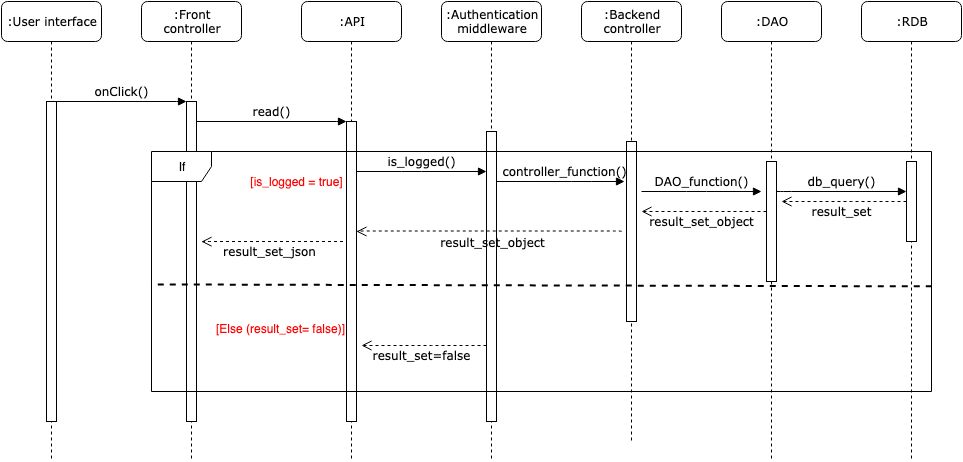 :User interface
:Front
controller
:API
:Authentication
middleware
:Backend
controller
:DAO
:RDB
onClick()
read()
If
is_logged()
[is_logged = true]
controller_function()
DAO_function()
db_query()
result_set
result_set_object
result_set_object
result_set_json
[Else (result_set= false)]
result_set=false